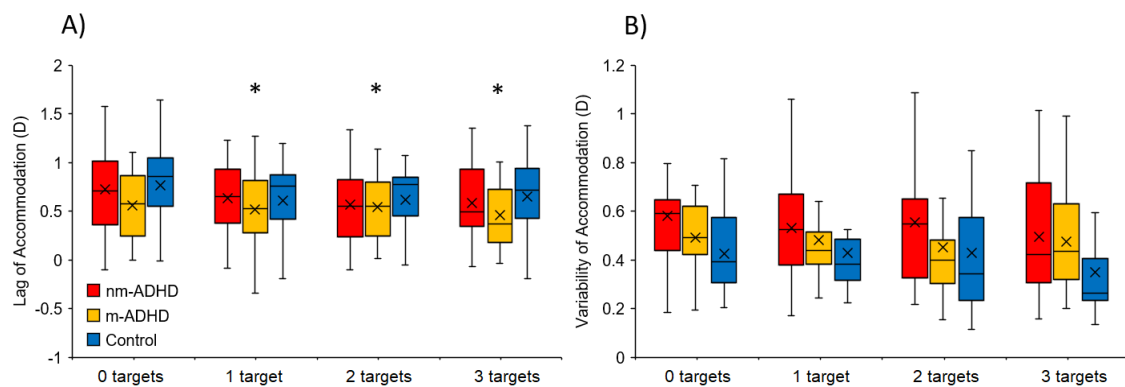 A)
Lag of Accommodation (D)
2
1.5
1
0.5
0
-0.5
-1
* * *
nm-ADHD
m-ADHD
Control
0 targets 1 target 2 targets 3 targets
B)
Variability of Accommodation (D)
1.2
1
0.8
0.6
0.4
0.2
0
0 targets 1 target 2 targets 3 targets